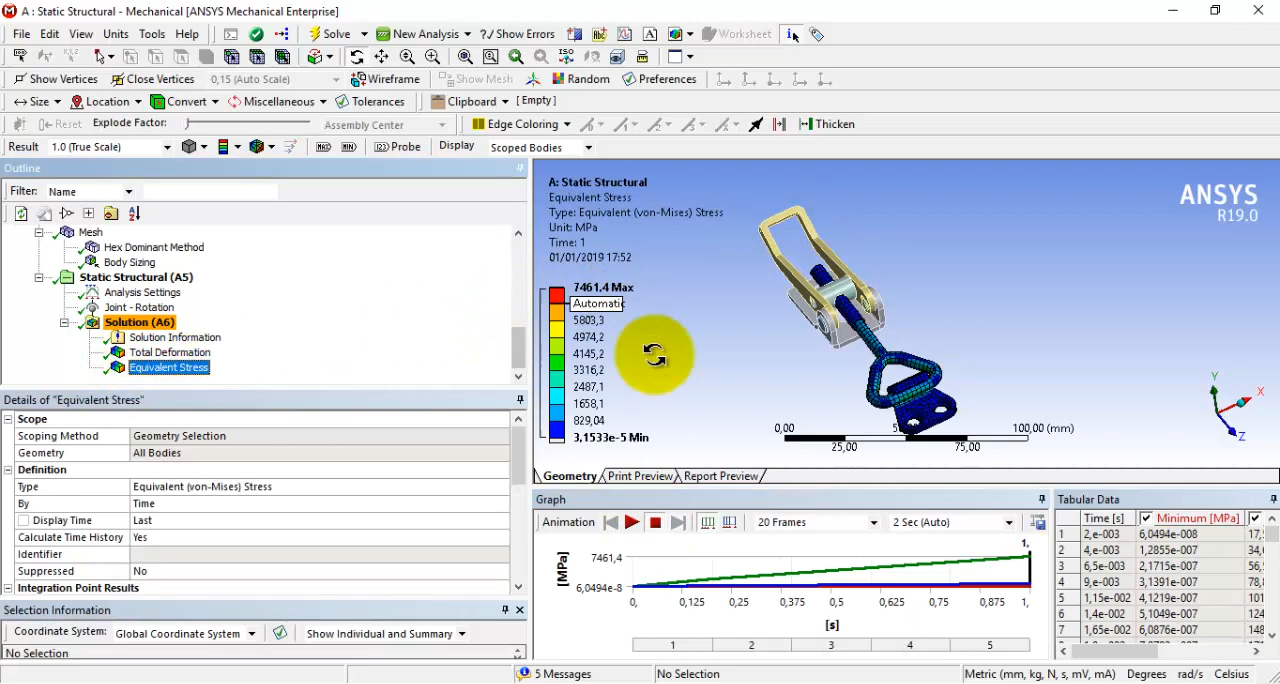 A : Static Structural - Mechanical [ANSYS Mechanical Enterprise]
File Edit View Units Tools Help Solve New Analysis ?/ Show Errors Worksheet
Show Vertices Close Vertices 0,15 (Auto Scale) Wireframe Show Mesh Random Preferences
Size Location Convert Miscellaneous Tolerances Clipboard [ Empty ]
Reset Explode Factor: Assembly Center Edge Coloring Thicken
Result 1.0 (True Scale) MAX MIN Probe Display Scoped Bodies
Outline
Filter: Name
Mesh
Hex Dominant Method
Body Sizing
Static Structural (A5)
Analysis Settings
Joint - Rotation
Solution (A6)
Solution Information
Total Deformation
Equivalent Stress
Details of "Equivalent Stress"
Scope
Scoping Method Geometry Selection
Geometry All Bodies
Definition
Type Equivalent (von-Mises) Stress
By Time
Display Time Last
Calculate Time History Yes
Identifier
Suppressed No
Integration Point Results
Selection Information
Coordinate System: Global Coordinate System Show Individual and Summary
No Selection
A: Static Structural
Equivalent Stress
Type: Equivalent (von-Mises) Stress
Unit: MPa
Time: 1
01/01/2019 17:52
7461.4 Max
Automatic
5803,3
4974,2
4145,2
3316,2
2487,1
1658,1
829,04
3,1533e-5 Min
ANSYS
R19.0
0,00 100,00 (mm)
25,00 75,00
Y
X
Z
Geometry Print Preview Report Preview
Graph
Animation 20 Frames 2 Sec (Auto)
1,
[MPa]
7461,4
6,0494e-8
0, 0,125 0,25 0,375 0,5 0,625 0,75 0,875 1,
[s]
1 2 3 4 5
Tabular Data
Time [s] Minimum [MPa]
1 2,e-003 6,0494e-008 17,
2 4,e-003 1,2855e-007 34,
3 6,5e-003 2,1715e-007 56,
4 9,e-003 3,1391e-007 78,
5 1,15e-002 4,1219e-007 101
6 1,4e-002 5,1049e-007 124
7 1,65e-002 6,0876e-007 148
5 Messages No Selection Metric (mm, kg, N, s, mV, mA) Degrees rad/s Celsius